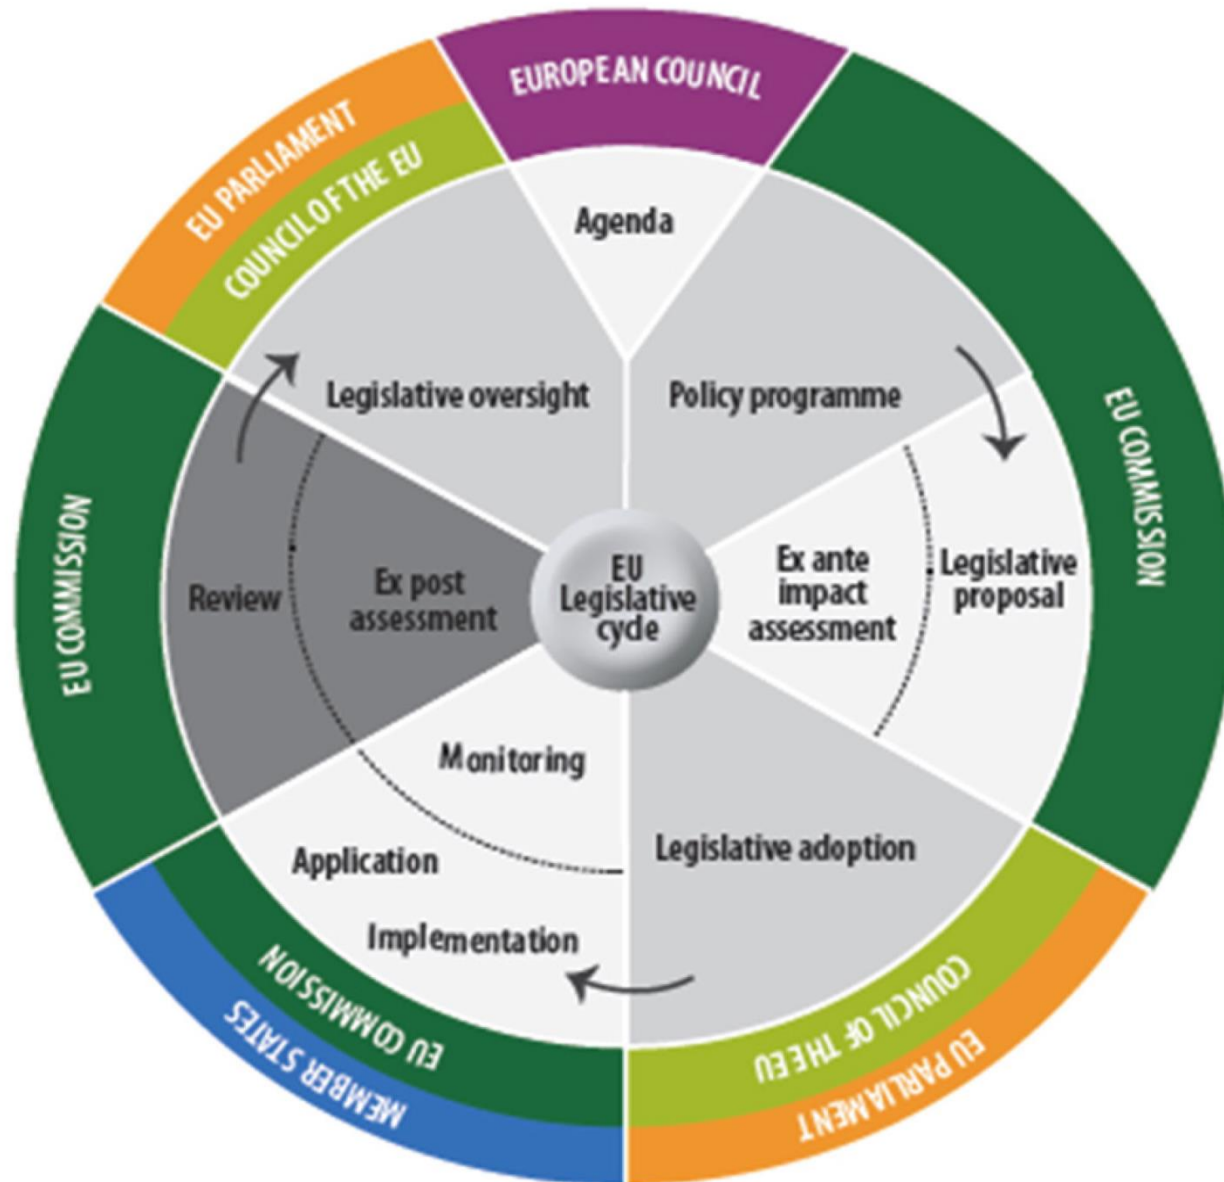 EUROPEAN COUNCIL
Agenda
EU COMMISSION
Policy programme
Ex ante
impact
assessment
Legislative
proposal
COUNCIL OF THE EU
EU PARLIAMENT
Legislative adoption
EU COMMISSION
MEMBER STATES
Monitoring
Application
Implementation
EU COMMISSION
Review
Ex post
assessment
EU PARLIAMENT
COUNCIL OF THE EU
Legislative oversight
EU
Legislative
cycle